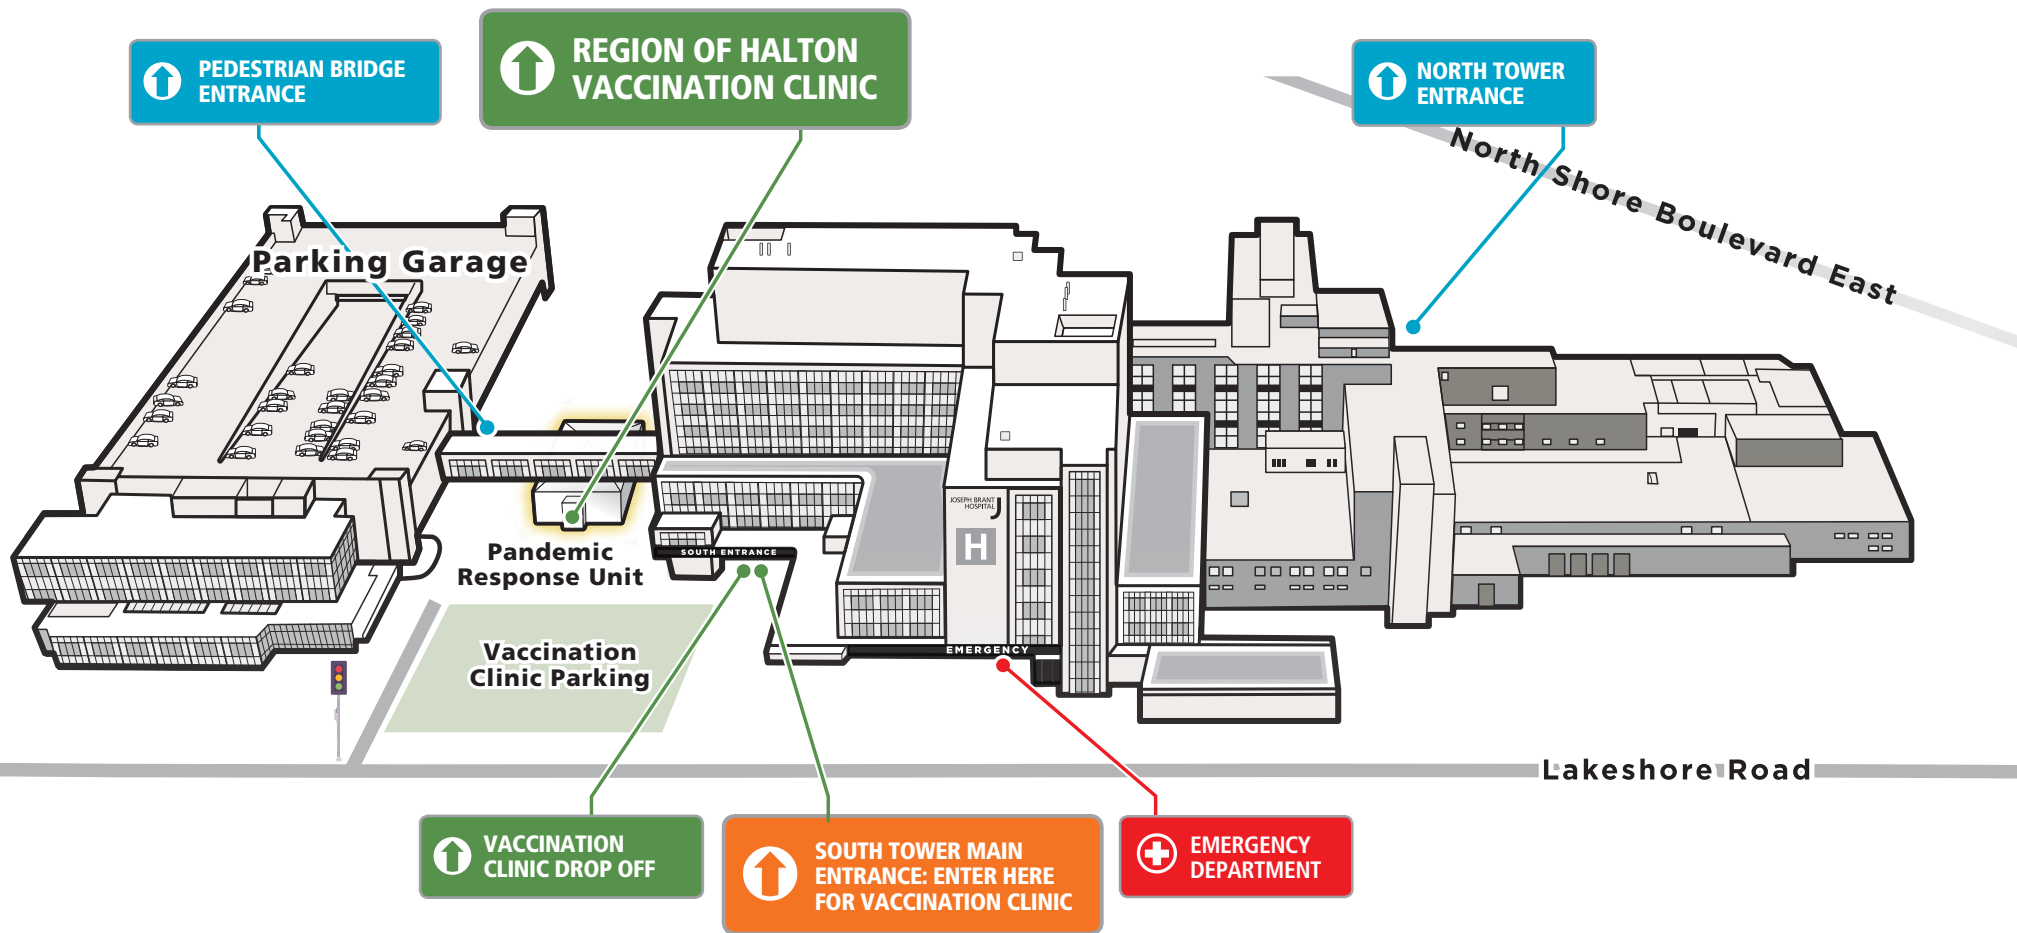 PEDESTRIAN BRIDGE
ENTRANCE
REGION OF HALTON
VACCINATION CLINIC
NORTH TOWER
ENTRANCE
North Shore Boulevard East
Parking Garage
JOSEPH BRANT
HOSPITAL
H
SOUTH ENTRANCE
Pandemic
Response Unit
Vaccination
Clinic Parking
EMERGENCY
Lakeshore Road
VACCINATION
CLINIC DROP OFF
SOUTH TOWER MAIN
ENTRANCE: ENTER HERE
FOR VACCINATION CLINIC
EMERGENCY
DEPARTMENT